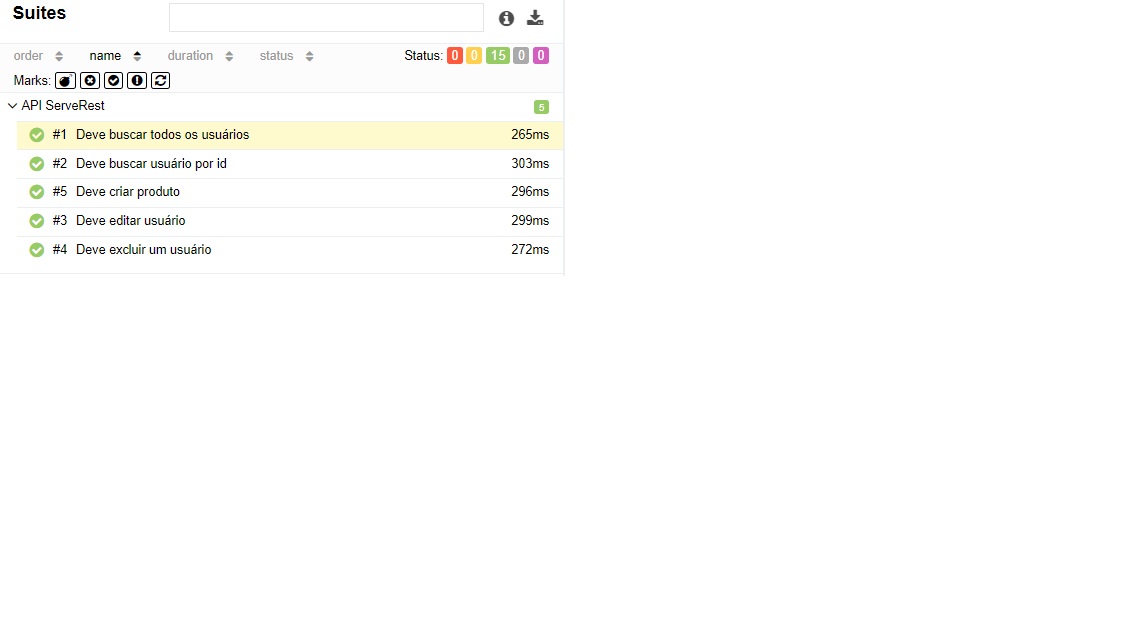 Suites
order name duration status Status: 0 0 15 0 0
Marks:
API ServeRest 5
#1 Deve buscar todos os usuários 265ms
#2 Deve buscar usuário por id 303ms
#5 Deve criar produto 296ms
#3 Deve editar usuário 299ms
#4 Deve excluir um usuário 272ms